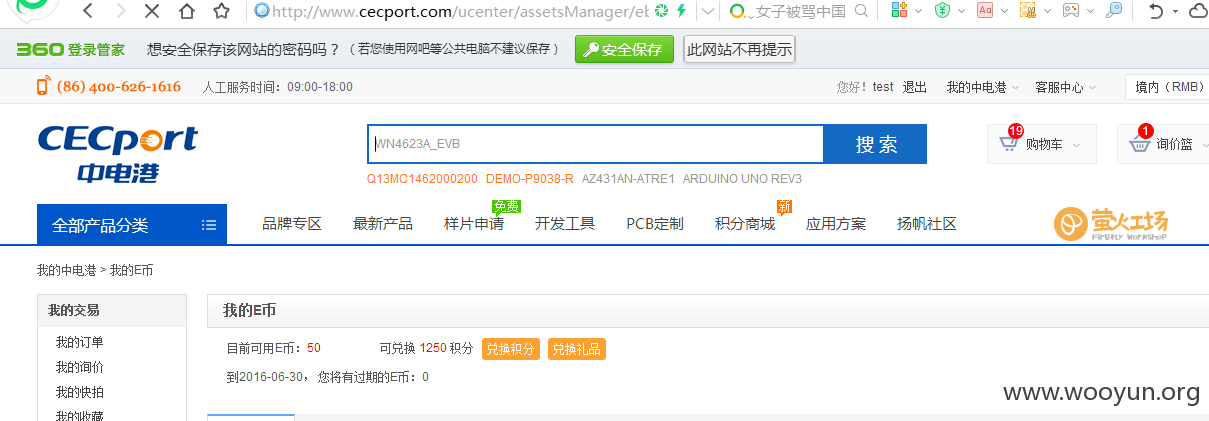 http://www.cecport.com/ucenter/assetsManager/eb
女子被骂中国
360 登录管家 想安全保存该网站的密码吗？（若您使用网吧等公共电脑不建议保存） 安全保存 此网站不再提示
(86) 400-626-1616 人工服务时间：09:00-18:00 您好！test 退出 我的中电港 客服中心 境内（RMB）
CECport
中电港
WN4623A_EVB 搜 索
19 购物车 1 询价篮
Q13MC1462000200 DEMO-P9038-R AZ431AN-ATRE1 ARDUINO UNO REV3
免费 新
全部产品分类 品牌专区 最新产品 样片申请 开发工具 PCB定制 积分商城 应用方案 扬帆社区 萤火工场
FIREFLY WORKSHOP
我的中电港 > 我的E币
我的交易
我的订单
我的询价
我的快拍
我的收藏
我的E币
目前可用E币：50 可兑换 1250 积分 兑换积分 兑换礼品
到2016-06-30，您将有过期的E币：0
www.wooyun.org